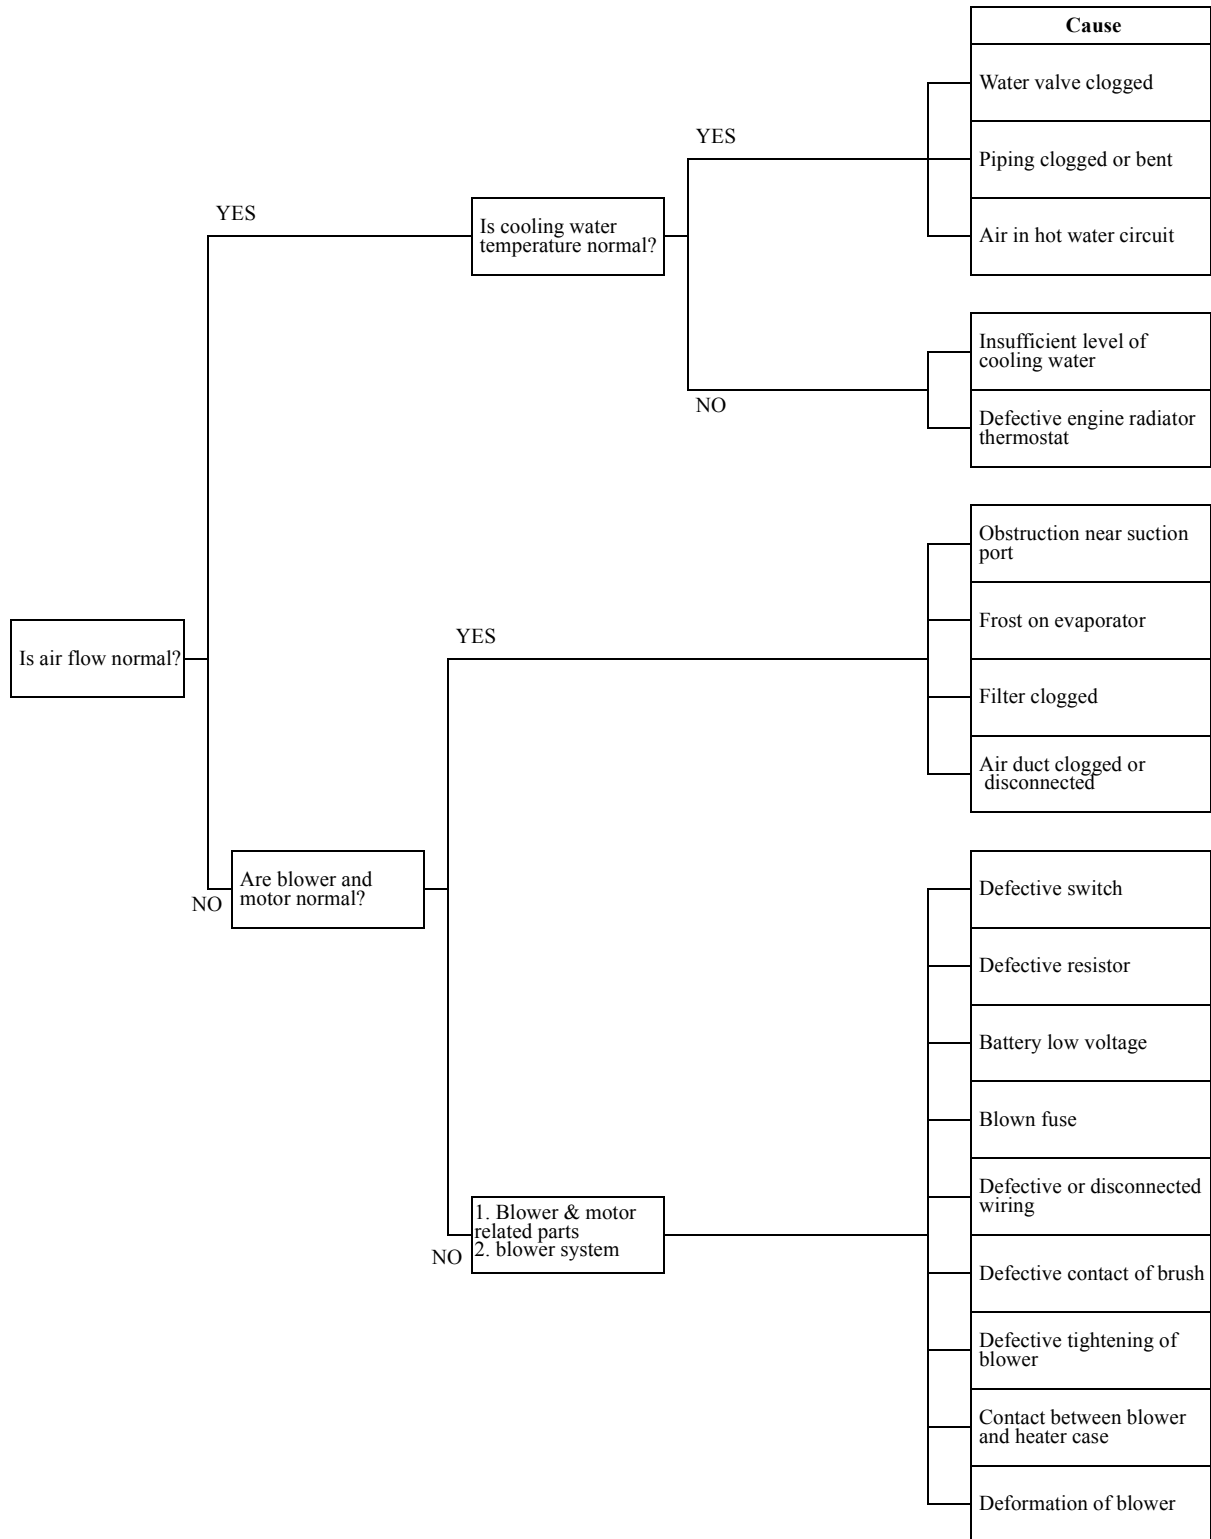 Cause
Water valve clogged
YES
Piping clogged or bent
YES
Is cooling water
temperature normal?
Air in hot water circuit
Insufficient level of
cooling water
NO
Defective engine radiator
thermostat
Obstruction near suction
port
Frost on evaporator
YES
Is air flow normal?
Filter clogged
Air duct clogged or
disconnected
Are blower and
motor normal?
NO
Defective switch
Defective resistor
Battery low voltage
Blown fuse
Defective or disconnected
wiring
1. Blower & motor
related parts
2. blower system
NO
Defective contact of brush
Defective tightening of
blower
Contact between blower
and heater case
Deformation of blower